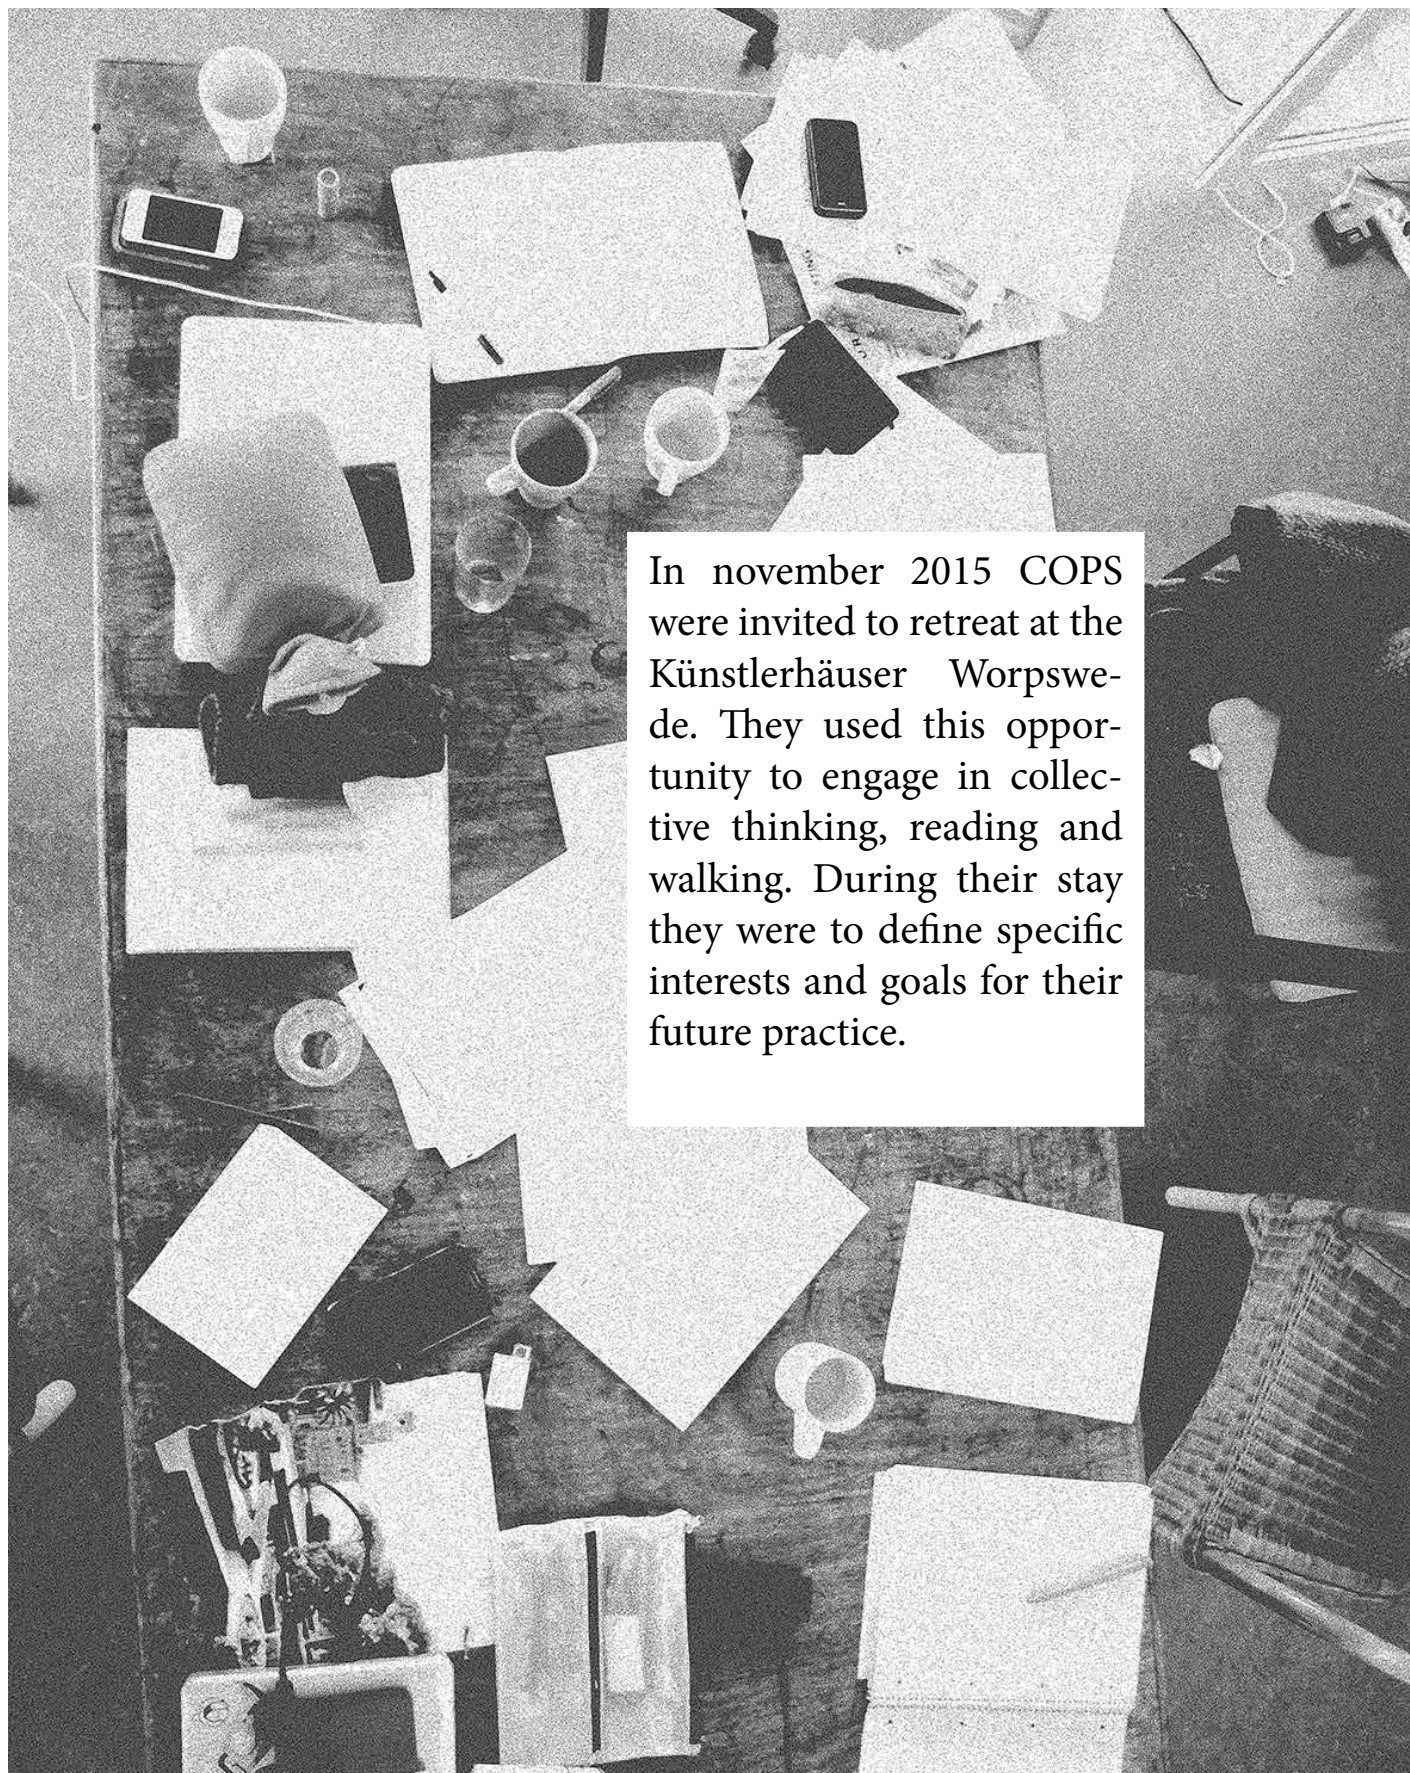 In november 2015 COPS
were invited to retreat at the
Künstlerhäuser Worpswe-
de. They used this oppor-
tunity to engage in collec-
tive thinking, reading and
walking. During their stay
they were to define specific
interests and goals for their
future practice.